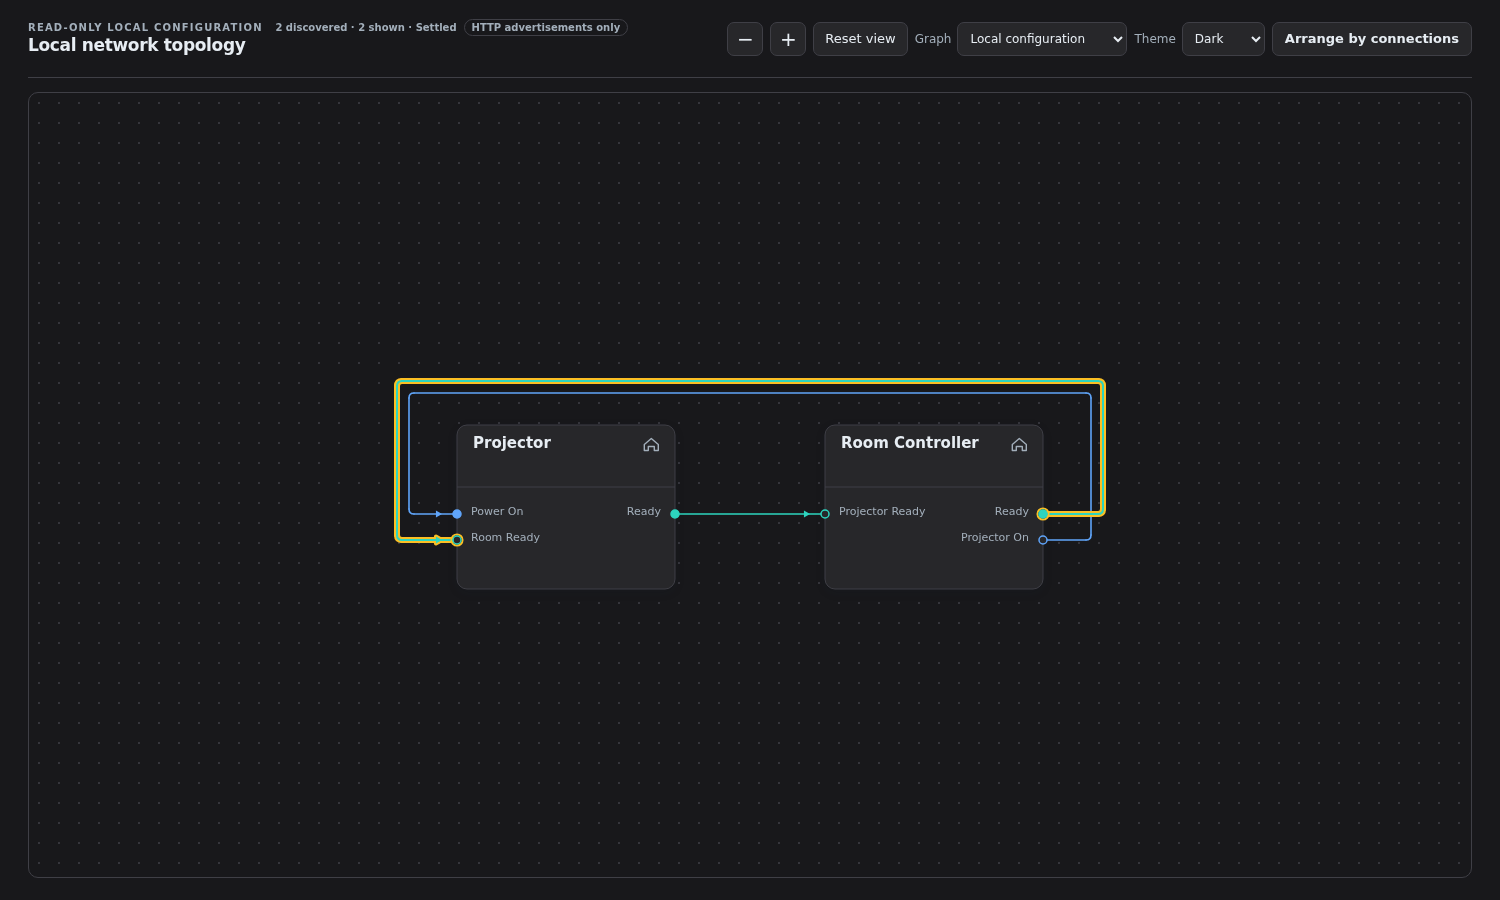 READ-ONLY LOCAL CONFIGURATION 2 discovered · 2 shown · Settled HTTP advertisements only
Local network topology
− + Reset view Graph Local configuration Theme Dark Arrange by connections
Projector
Power On Ready
Room Ready
Room Controller
Projector Ready Ready
Projector On